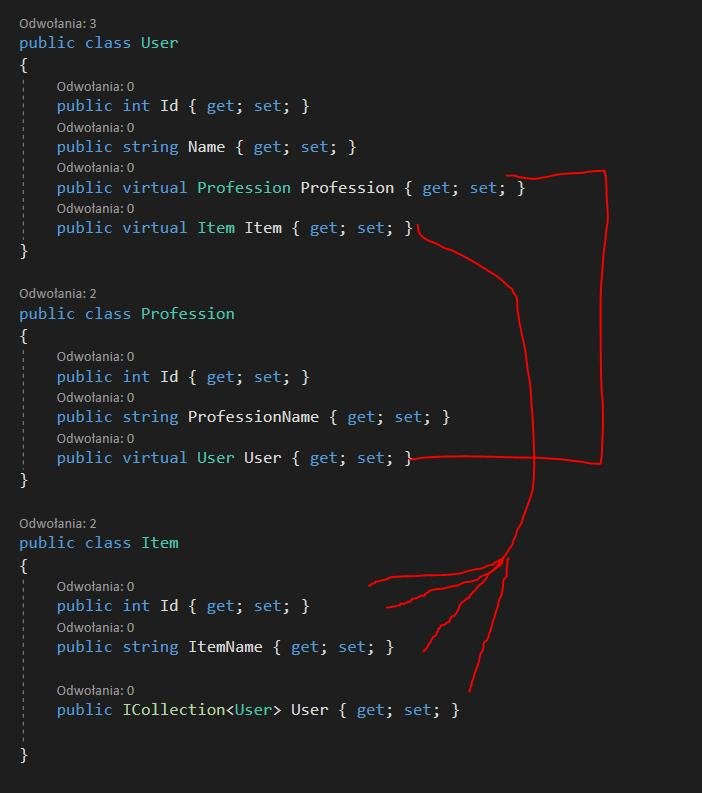 Odwołania: 3
public class User
{
Odwołania: 0
public int Id { get; set; }
Odwołania: 0
public string Name { get; set; }
Odwołania: 0
public virtual Profession Profession { get; set; }
Odwołania: 0
public virtual Item Item { get; set; }
}
Odwołania: 2
public class Profession
{
Odwołania: 0
public int Id { get; set; }
Odwołania: 0
public string ProfessionName { get; set; }
Odwołania: 0
public virtual User User { get; set; }
}
Odwołania: 2
public class Item
{
Odwołania: 0
public int Id { get; set; }
Odwołania: 0
public string ItemName { get; set; }
Odwołania: 0
public ICollection<User> User { get; set; }
}